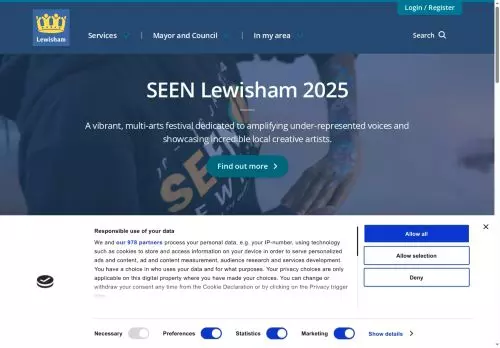 Login / Register
Lewisham
Services
Mayor and Council
In my area
Search
SEEN Lewisham 2025
A vibrant, multi-arts festival dedicated to amplifying under-represented voices and
showcasing incredible local creative artists.
Find out more
Responsible use of your data
We and our 978 partners process your personal data, e.g. your IP-number, using technology
such as cookies to store and access information on your device in order to serve personalized
ads and content, ad and content measurement, audience research and services development.
You have a choice in who uses your data and for what purposes. Your privacy choices are only
applicable on this digital property where you have made your choices. You can change or
withdraw your consent any time from the Cookie Declaration or by clicking on the Privacy trigger
Allow all
Allow selection
Deny
Necessary
Preferences
Statistics
Marketing
Show details